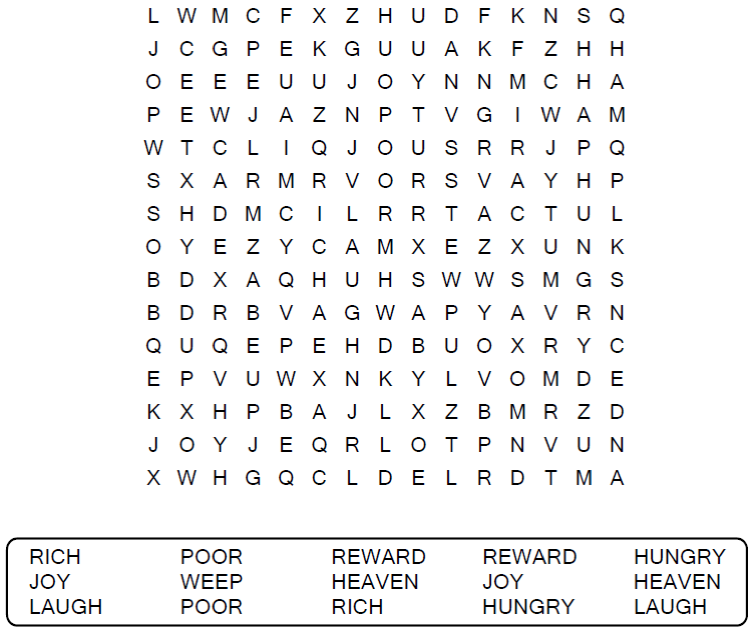 L W M C F X Z H U D F K N S Q
J C G P E K G U U A K F Z H H
O E E E U U J O Y N N M C H A
P E W J A Z N P T V G I W A M
W T C L I Q J O U S R R J P Q
S X A R M R V O R S V A Y H P
S H D M C I L R R T A C T U L
O Y E Z Y C A M X E Z X U N K
B D X A Q H U H S W W S M G S
B D R B V A G W A P Y A V R N
Q U Q E P E H D B U O X R Y C
E P V U W X N K Y L V O M D E
K X H P B A J L X Z B M R Z D
J O Y J E Q R L O T P N V U N
X W H G Q C L D E L R D T M A
RICH POOR REWARD REWARD HUNGRY
JOY WEEP HEAVEN JOY HEAVEN
LAUGH POOR RICH HUNGRY LAUGH